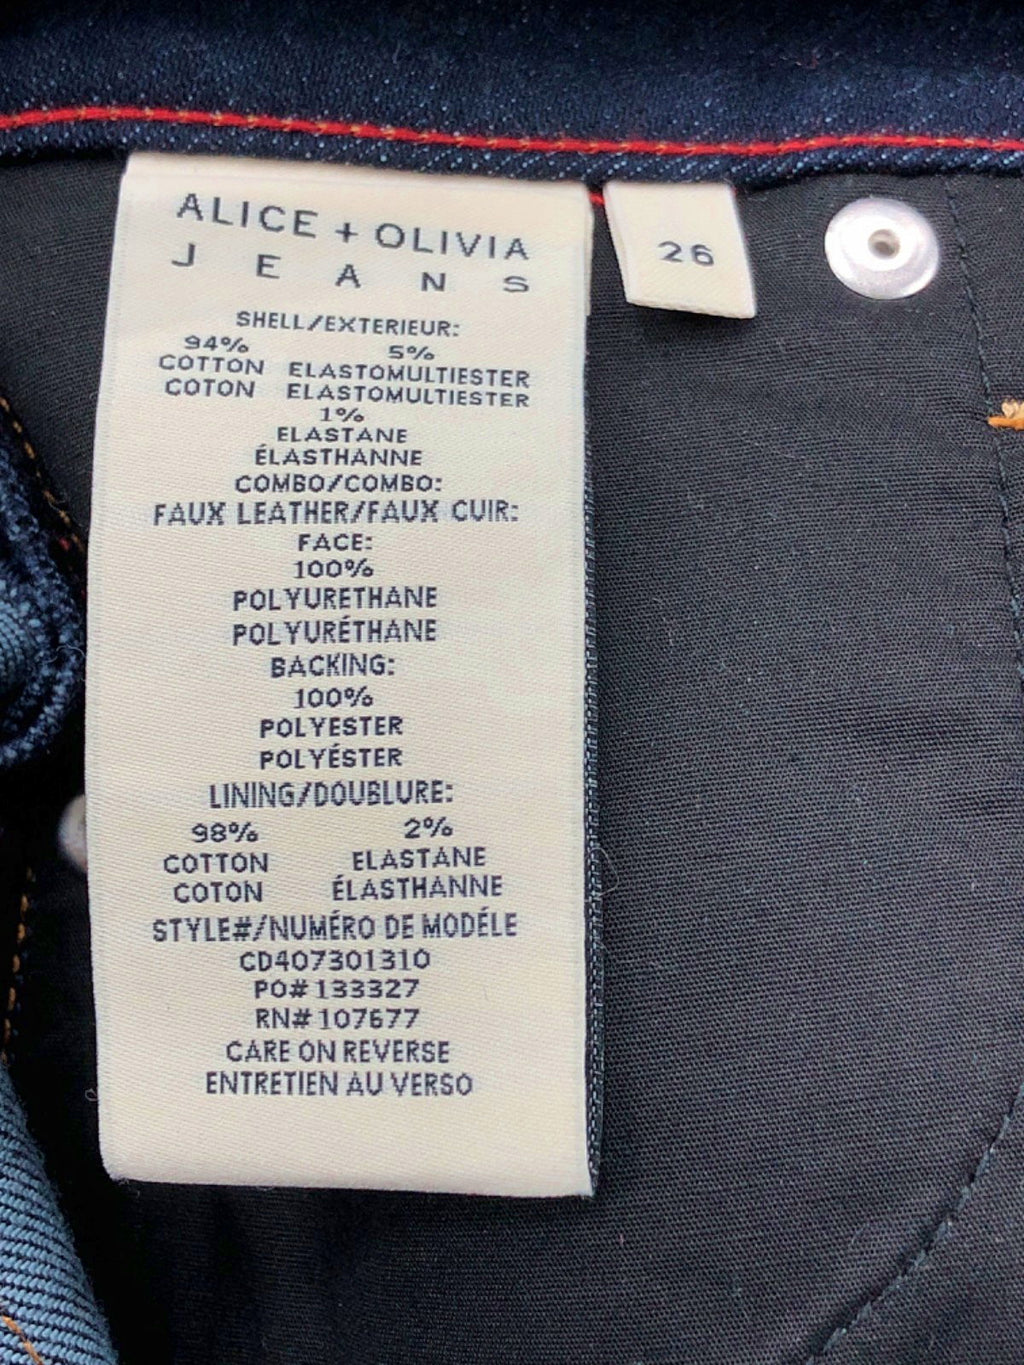 ALICE + OLIVIA
JEANS
26
SHELL/EXTERIEUR:
94% 5%
COTTON ELASTOMULTIESTER
COTON ELASTOMULTIESTER
1%
ELASTANE
ÉLASTHANNE
COMBO/COMBO:
FAUX LEATHER/FAUX CUIR:
FACE:
100%
POLYURETHANE
POLYURÉTHANE
BACKING:
100%
POLYESTER
POLYÉSTER
LINING/DOUBLURE:
98% 2%
COTTON ELASTANE
COTON ÉLASTHANNE
STYLE#/NUMÉRO DE MODÉLE
CD407301310
PO# 133327
RN# 107677
CARE ON REVERSE
ENTRETIEN AU VERSO